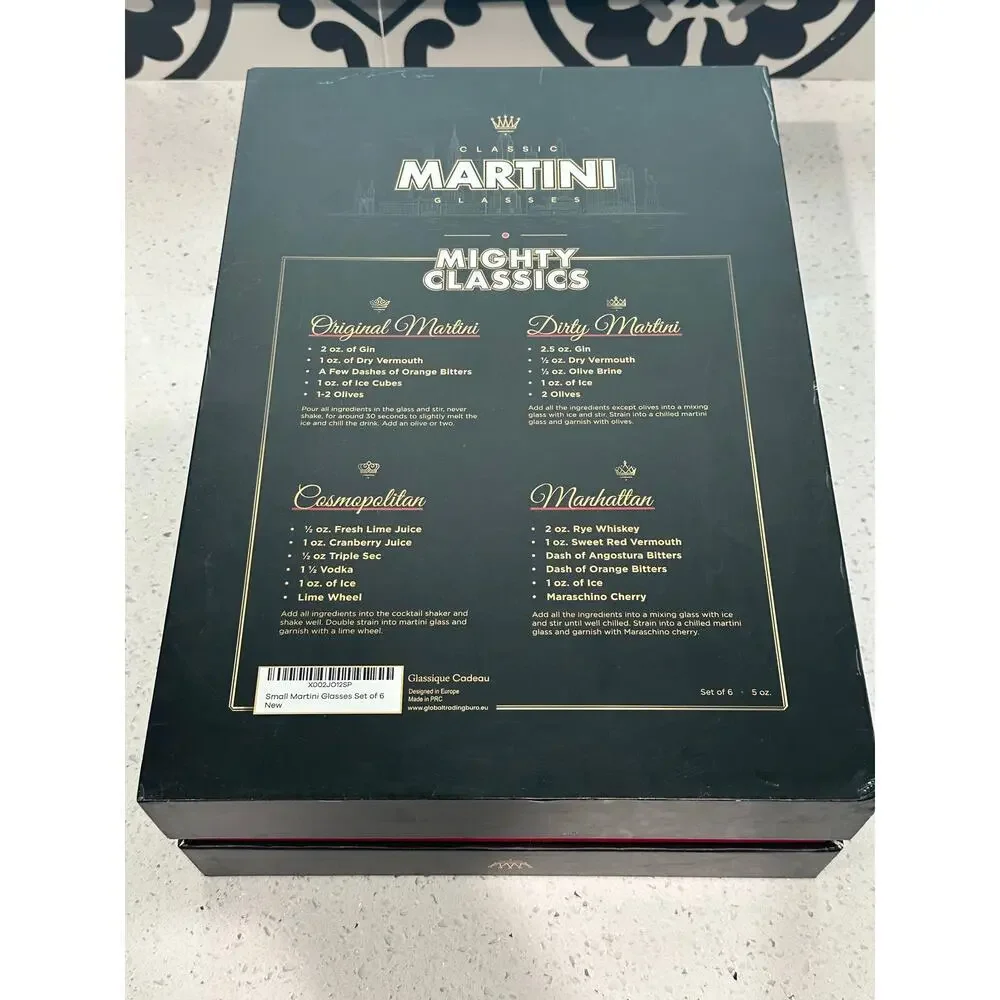 CLASSIC
MARTINI
GLASSES
MIGHTY
CLASSICS
Original Martini
• 2 oz. of Gin
• 1 oz. of Dry Vermouth
• A Few Dashes of Orange Bitters
• 1 oz. of Ice Cubes
• 1-2 Olives
Pour all ingredients in the glass and stir, never
shake, for around 30 seconds to slightly melt the
ice and chill the drink. Add an olive or two.
Dirty Martini
• 2.5 oz. Gin
• ½ oz. Dry Vermouth
• ½ oz. Olive Brine
• 1 oz. of Ice
• 2 Olives
Add all the ingredients except olives into a mixing
glass with ice and stir. Strain into a chilled martini
glass and garnish with olives.
Cosmopolitan
• ½ oz. Fresh Lime Juice
• 1 oz. Cranberry Juice
• ½ oz Triple Sec
• 1 ½ Vodka
• 1 oz. of Ice
• Lime Wheel
Add all ingredients into the cocktail shaker and
shake well. Double strain into martini glass and
garnish with a lime wheel.
Manhattan
• 2 oz. Rye Whiskey
• 1 oz. Sweet Red Vermouth
• Dash of Angostura Bitters
• Dash of Orange Bitters
• 1 oz. of Ice
• Maraschino Cherry
Add all the ingredients into a mixing glass with ice
and stir until well chilled. Strain into a chilled martini
glass and garnish with Maraschino cherry.
X002JO12SP
Small Martini Glasses Set of 6
New
Glassique Cadeau
Designed in Europe
Made in PRC
www.globaltradingburo.eu
Set of 6 · 5 oz.